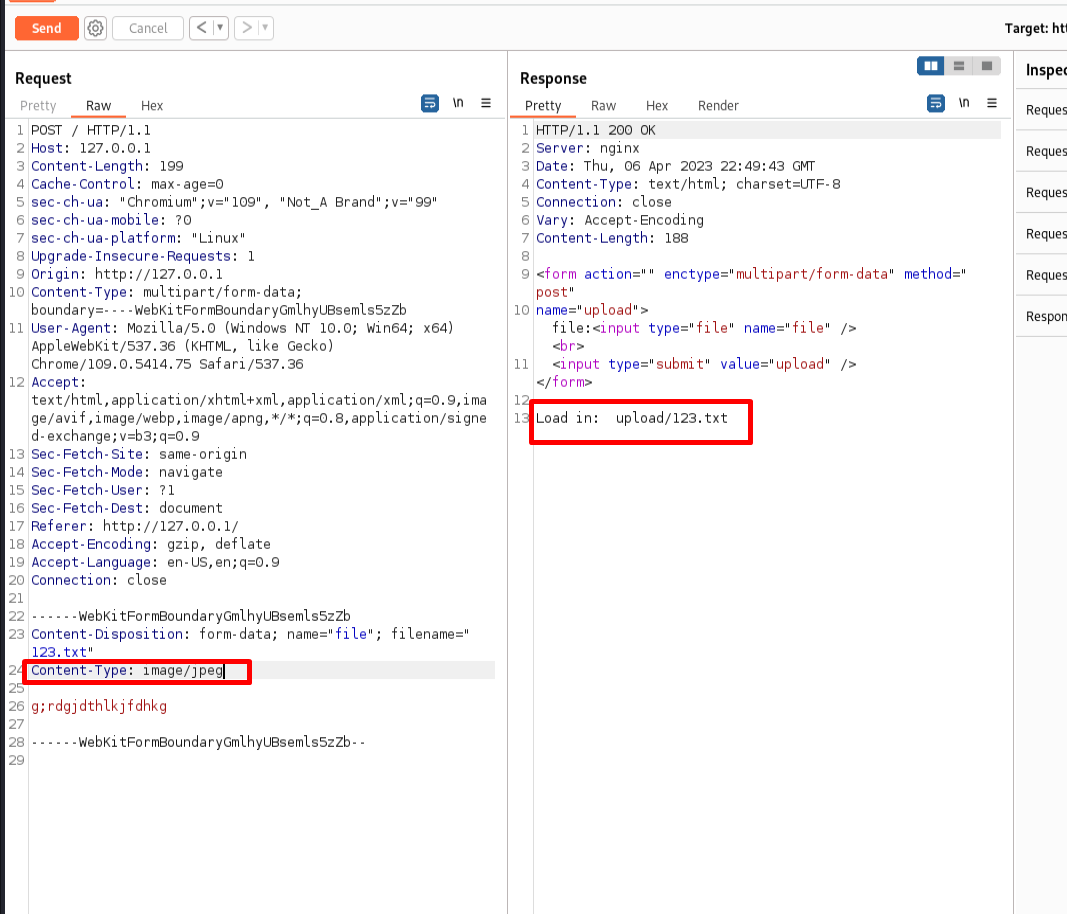 Send
Cancel
<
>
Target: htt
Request
Pretty
Raw
Hex
\n
1 POST / HTTP/1.1
2 Host: 127.0.0.1
3 Content-Length: 199
4 Cache-Control: max-age=0
5 sec-ch-ua: "Chromium";v="109", "Not_A Brand";v="99"
6 sec-ch-ua-mobile: ?0
7 sec-ch-ua-platform: "Linux"
8 Upgrade-Insecure-Requests: 1
9 Origin: http://127.0.0.1
10 Content-Type: multipart/form-data;
boundary=----WebKitFormBoundaryGmlhyUBsemls5zZb
11 User-Agent: Mozilla/5.0 (Windows NT 10.0; Win64; x64)
AppleWebKit/537.36 (KHTML, like Gecko)
Chrome/109.0.5414.75 Safari/537.36
12 Accept:
text/html,application/xhtml+xml,application/xml;q=0.9,ima
ge/avif,image/webp,image/apng,*/*;q=0.8,application/signe
d-exchange;v=b3;q=0.9
13 Sec-Fetch-Site: same-origin
14 Sec-Fetch-Mode: navigate
15 Sec-Fetch-User: ?1
16 Sec-Fetch-Dest: document
17 Referer: http://127.0.0.1/
18 Accept-Encoding: gzip, deflate
19 Accept-Language: en-US,en;q=0.9
20 Connection: close
21
22 ------WebKitFormBoundaryGmlhyUBsemls5zZb
23 Content-Disposition: form-data; name="file"; filename="
123.txt"
24 Content-Type: image/jpeg
25
26 g;rdgjdthlkjfdhkg
27
28 ------WebKitFormBoundaryGmlhyUBsemls5zZb--
29
Response
Pretty
Raw
Hex
Render
\n
1 HTTP/1.1 200 OK
2 Server: nginx
3 Date: Thu, 06 Apr 2023 22:49:43 GMT
4 Content-Type: text/html; charset=UTF-8
5 Connection: close
6 Vary: Accept-Encoding
7 Content-Length: 188
8
9 <form action="" enctype="multipart/form-data" method="
post"
10 name="upload">
file:<input type="file" name="file" />
<br>
11 <input type="submit" value="upload" />
</form>
12
13 Load in: upload/123.txt
Inspec
Reques
Reques
Reques
Reques
Reques
Respon